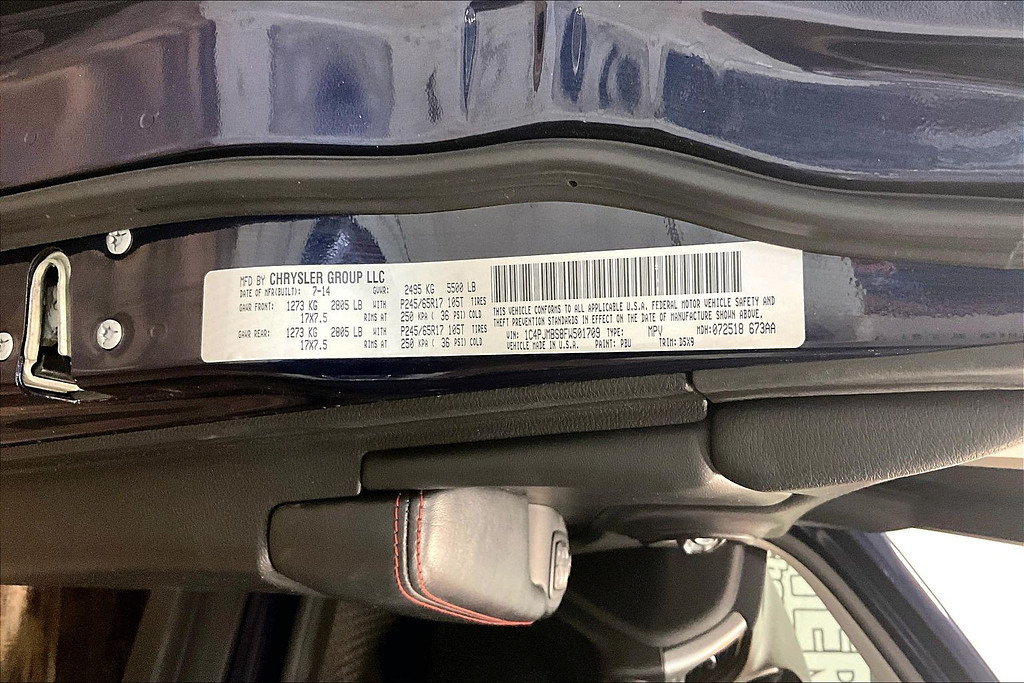 MFD BY CHRYSLER GROUP LLC
DATE OF MFR(BUILT): 7-14 GVWR: 2495 KG 5500 LB
GAWR FRONT: 1273 KG 2805 LB WITH P245/65R17 105T TIRES
17X7.5 RIMS AT 250 KPA ( 36 PSI) COLD
GAWR REAR: 1273 KG 2805 LB WITH P245/65R17 105T TIRES
17X7.5 RIMS AT 250 KPA ( 36 PSI) COLD
THIS VEHICLE CONFORMS TO ALL APPLICABLE U.S.A. FEDERAL MOTOR VEHICLE SAFETY AND
THEFT PREVENTION STANDARDS IN EFFECT ON THE DATE OF MANUFACTURE SHOWN ABOVE.
VIN: 1C4PJMBS8FW501709 TYPE: MPV MDH: 072518 673AA
VEHICLE MADE IN U.S.A. PAINT: PBU TRIM: D5X9